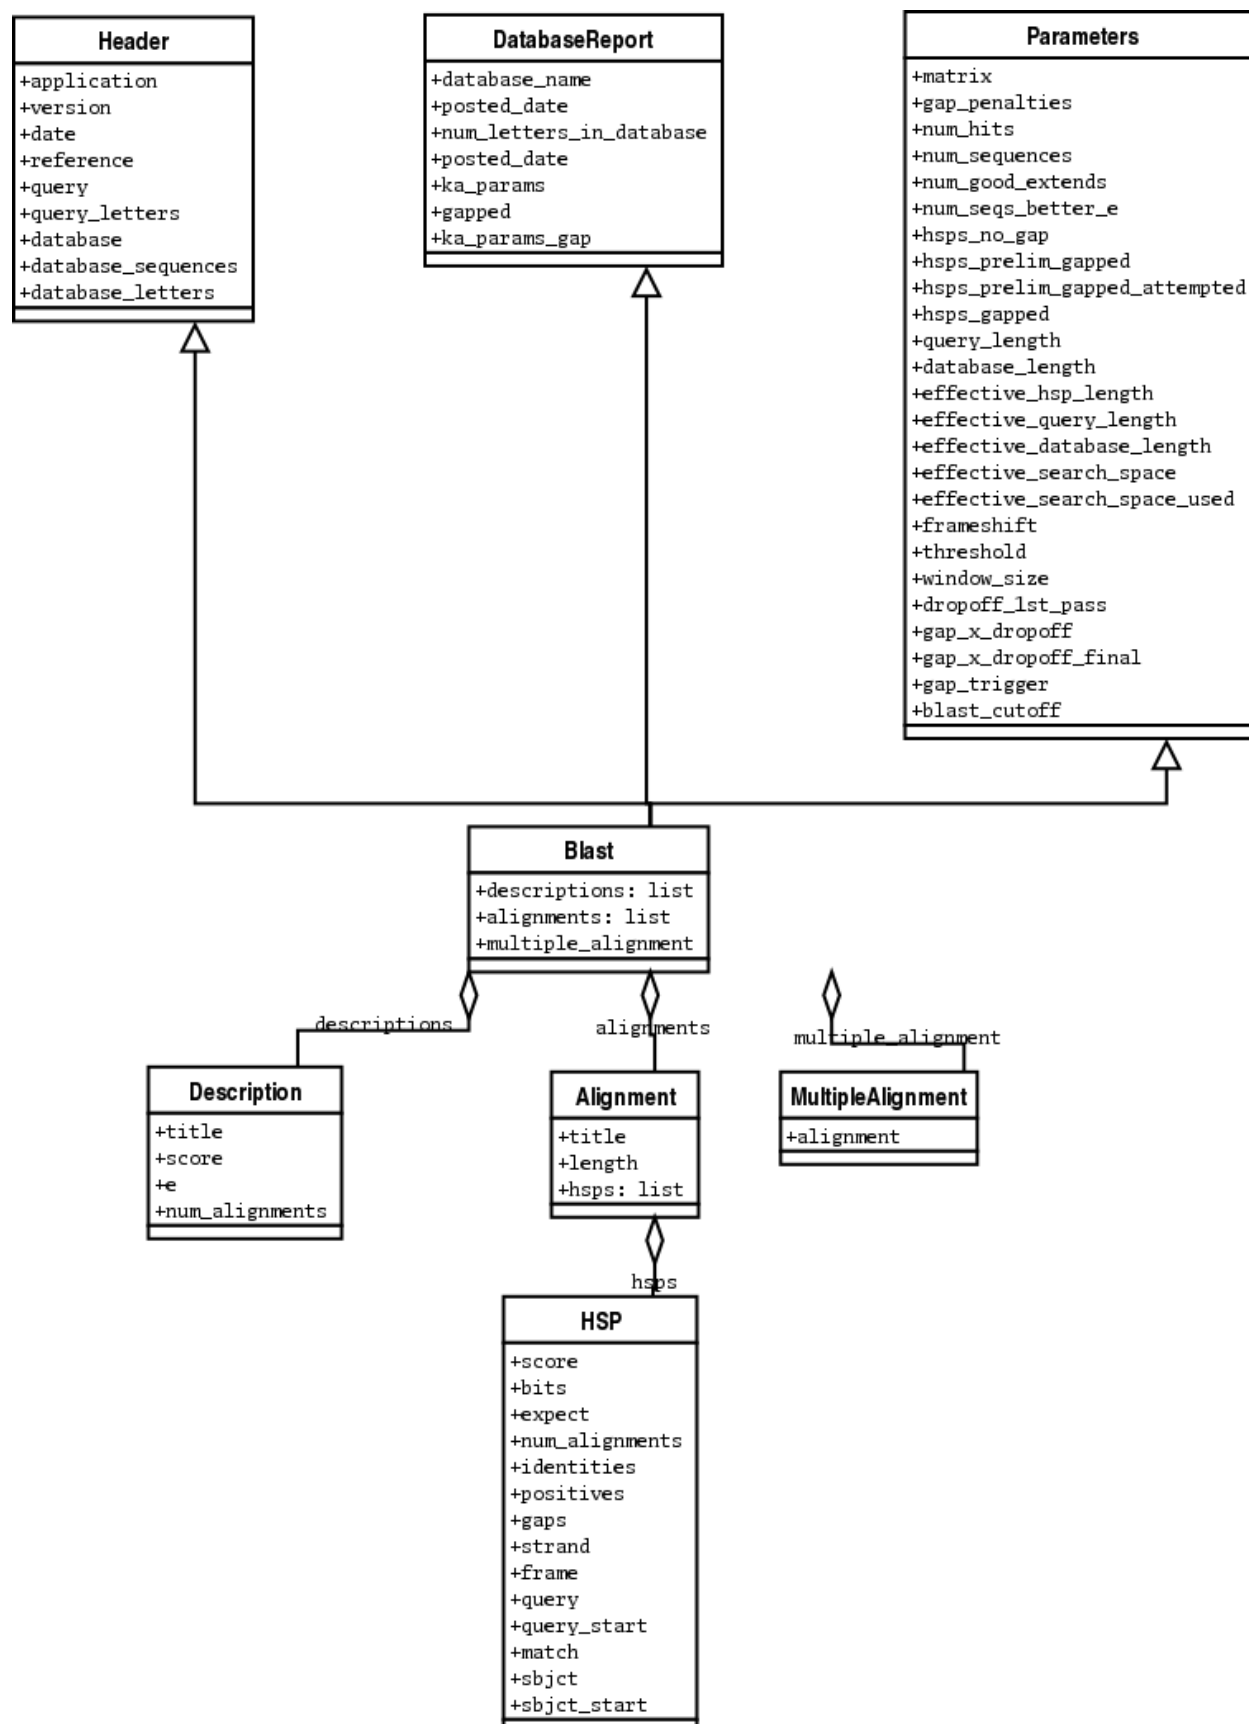 Header
+application
+version
+date
+reference
+query
+query_letters
+database
+database_sequences
+database_letters
DatabaseReport
+database_name
+posted_date
+num_letters_in_database
+posted_date
+ka_params
+gapped
+ka_params_gap
Parameters
+matrix
+gap_penalties
+num_hits
+num_sequences
+num_good_extends
+num_seqs_better_e
+hsps_no_gap
+hsps_prelim_gapped
+hsps_prelim_gapped_attempted
+hsps_gapped
+query_length
+database_length
+effective_hsp_length
+effective_query_length
+effective_database_length
+effective_search_space
+effective_search_space_used
+frameshift
+threshold
+window_size
+dropoff_1st_pass
+gap_x_dropoff
+gap_x_dropoff_final
+gap_trigger
+blast_cutoff
Blast
+descriptions: list
+alignments: list
+multiple_alignment
descriptions
alignments
multiple_alignment
Description
+title
+score
+e
+num_alignments
Alignment
+title
+length
+hsps: list
MultipleAlignment
+alignment
hsps
HSP
+score
+bits
+expect
+num_alignments
+identities
+positives
+gaps
+strand
+frame
+query
+query_start
+match
+sbjct
+sbjct_start